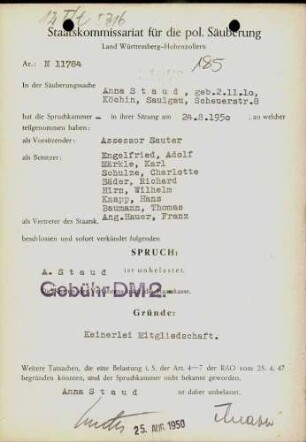 Staatskommissariat für die pol. Säuberung
Land Württemberg-Hohenzollern
Nr.: N 11784
185
In der Säuberungssache
Anna Staud, geb.2.11.10,
Köchin, Saulgau, Scheuerstr.8
hat die Spruchkammer – in ihrer Sitzung am 24.8.1950 an welcher
teilgenommen haben:
als Vorsitzender: Assessor Sauter
als Beisitzer: Engelfried, Adolf
Märkle, Karl
Schulze, Charlotte
Bäder, Richard
Hirn, Wilhelm
Knapp, Hans
Baumann, Thomas
als Vertreter des Staatsk. Ang.Hauer, Franz
beschlossen und sofort verkündet folgenden
SPRUCH:
A. Staud ist unbelastet.
Gebühr DM 2.
Gründe:
Keinerlei Mitgliedschaft.
Weitere Tatsachen, die eine Belastung i. S. der Art. 4–7 der RAO vom 25. 4. 47
begründen könnten, sind der Spruchkammer nicht bekannt geworden.
Anna Staud ist daher unbelastet.
25. AUG. 1950